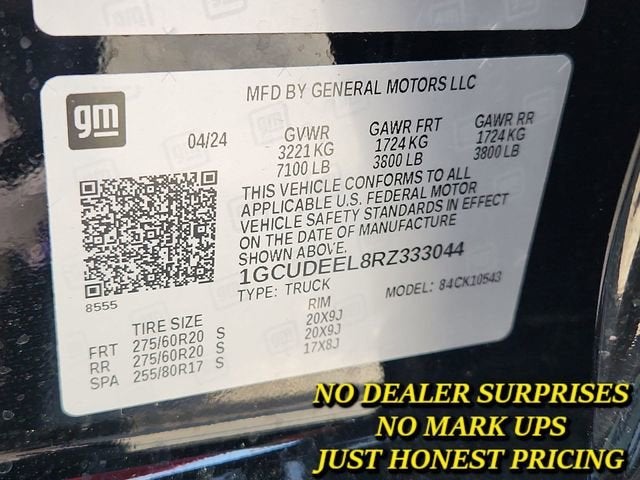 gm
MFD BY GENERAL MOTORS LLC
04/24 GVWR GAWR FRT GAWR RR
3221 KG 1724 KG 1724 KG
7100 LB 3800 LB 3800 LB
THIS VEHICLE CONFORMS TO ALL
APPLICABLE U.S. FEDERAL MOTOR
VEHICLE SAFETY STANDARDS IN EFFECT
ON THE DATE OF MANUFACTURE
SHOWN ABOVE.
1GCUDEEL8RZ333044
8555
TYPE: TRUCK MODEL: 84CK10543
TIRE SIZE RIM
FRT 275/60R20 S 20X9J
RR 275/60R20 S 20X9J
SPA 255/80R17 S 17X8J
NO DEALER SURPRISES
NO MARK UPS
JUST HONEST PRICING